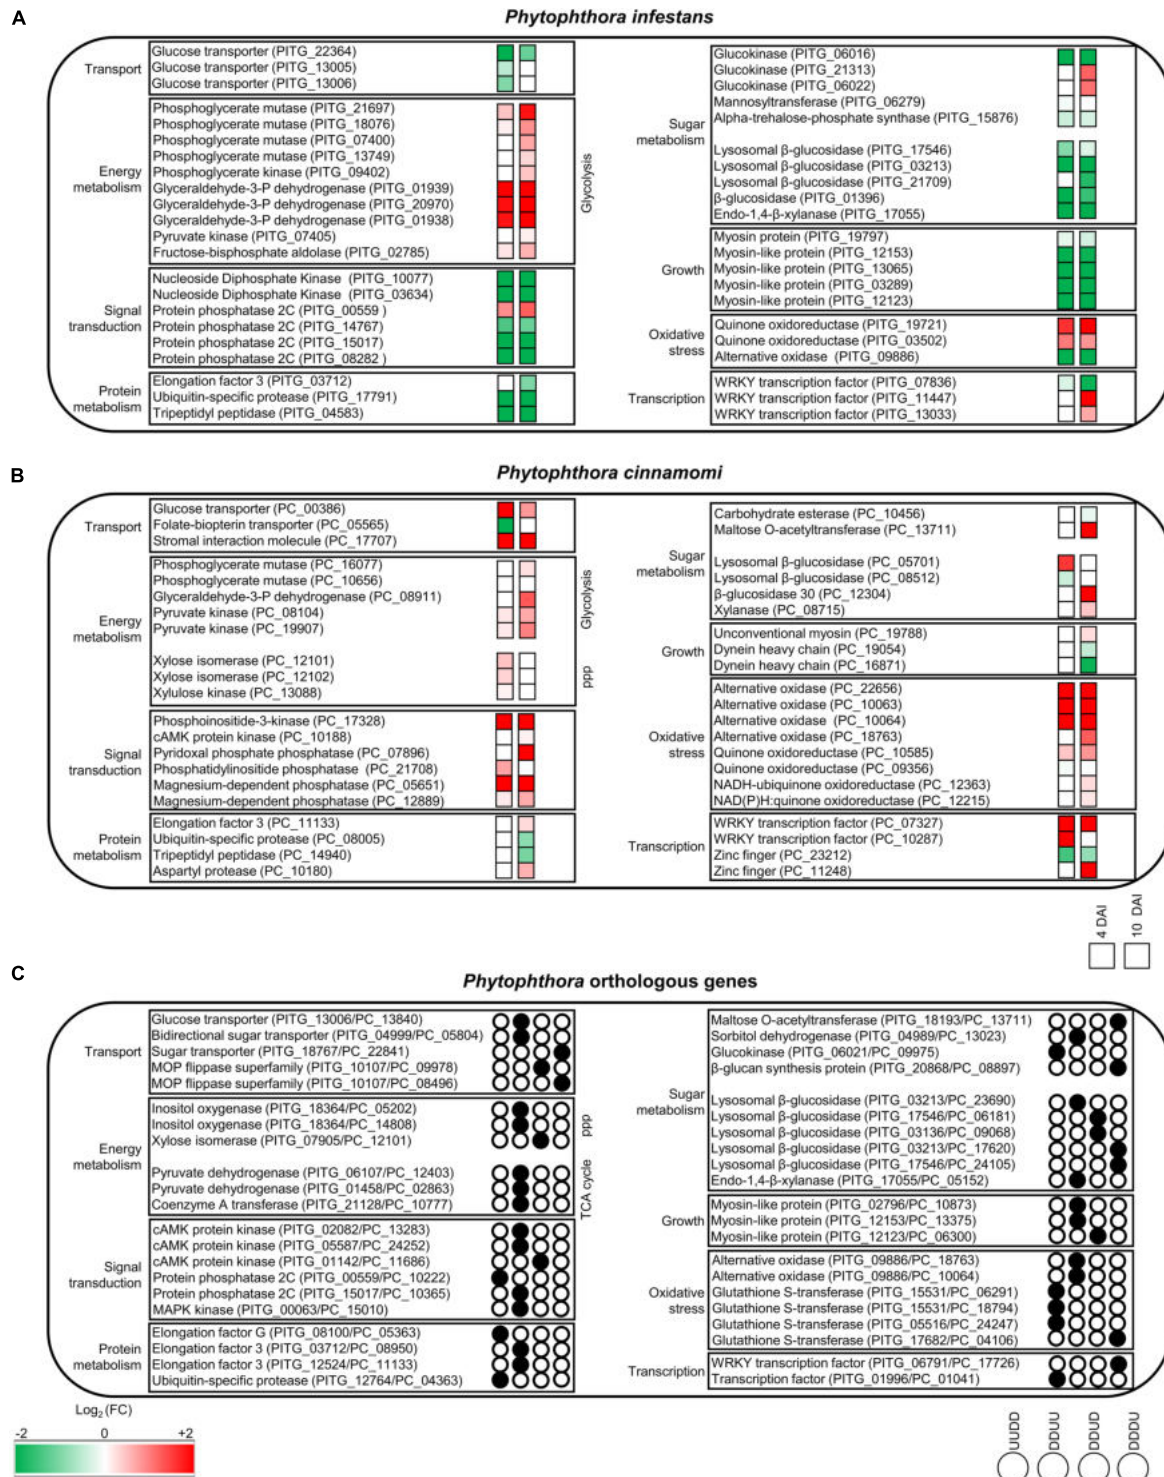 A
Phytophthora infestans
Transport
Glucose transporter (PITG_22364)
Glucose transporter (PITG_13005)
Glucose transporter (PITG_13006)
Energy metabolism
Phosphoglycerate mutase (PITG_21697)
Phosphoglycerate mutase (PITG_18076)
Phosphoglycerate mutase (PITG_07400)
Phosphoglycerate mutase (PITG_13749)
Phosphoglycerate kinase (PITG_09402)
Glyceraldehyde-3-P dehydrogenase (PITG_01939)
Glyceraldehyde-3-P dehydrogenase (PITG_20970)
Glyceraldehyde-3-P dehydrogenase (PITG_01938)
Pyruvate kinase (PITG_07405)
Fructose-bisphosphate aldolase (PITG_02785)
Glycolysis
Signal transduction
Nucleoside Diphosphate Kinase (PITG_10077)
Nucleoside Diphosphate Kinase (PITG_03634)
Protein phosphatase 2C (PITG_00559 )
Protein phosphatase 2C (PITG_14767)
Protein phosphatase 2C (PITG_15017)
Protein phosphatase 2C (PITG_08282 )
Protein metabolism
Elongation factor 3 (PITG_03712)
Ubiquitin-specific protease (PITG_17791)
Tripeptidyl peptidase (PITG_04583)
Sugar metabolism
Glucokinase (PITG_06016)
Glucokinase (PITG_21313)
Glucokinase (PITG_06022)
Mannosyltransferase (PITG_06279)
Alpha-trehalose-phosphate synthase (PITG_15876)
Lysosomal β-glucosidase (PITG_17546)
Lysosomal β-glucosidase (PITG_03213)
Lysosomal β-glucosidase (PITG_21709)
β-glucosidase (PITG_01396)
Endo-1,4-β-xylanase (PITG_17055)
Growth
Myosin protein (PITG_19797)
Myosin-like protein (PITG_12153)
Myosin-like protein (PITG_13065)
Myosin-like protein (PITG_03289)
Myosin-like protein (PITG_12123)
Oxidative stress
Quinone oxidoreductase (PITG_19721)
Quinone oxidoreductase (PITG_03502)
Alternative oxidase (PITG_09886)
Transcription
WRKY transcription factor (PITG_07836)
WRKY transcription factor (PITG_11447)
WRKY transcription factor (PITG_13033)
B
Phytophthora cinnamomi
Transport
Glucose transporter (PC_00386)
Folate-biopterin transporter (PC_05565)
Stromal interaction molecule (PC_17707)
Energy metabolism
Phosphoglycerate mutase (PC_16077)
Phosphoglycerate mutase (PC_10656)
Glyceraldehyde-3-P dehydrogenase (PC_08911)
Pyruvate kinase (PC_08104)
Pyruvate kinase (PC_19907)
Glycolysis
Xylose isomerase (PC_12101)
Xylose isomerase (PC_12102)
Xylulose kinase (PC_13088)
ppp
Signal transduction
Phosphoinositide-3-kinase (PC_17328)
cAMK protein kinase (PC_10188)
Pyridoxal phosphate phosphatase (PC_07896)
Phosphatidylinositide phosphatase (PC_21708)
Magnesium-dependent phosphatase (PC_05651)
Magnesium-dependent phosphatase (PC_12889)
Protein metabolism
Elongation factor 3 (PC_11133)
Ubiquitin-specific protease (PC_08005)
Tripeptidyl peptidase (PC_14940)
Aspartyl protease (PC_10180)
Sugar metabolism
Carbohydrate esterase (PC_10456)
Maltose O-acetyltransferase (PC_13711)
Lysosomal β-glucosidase (PC_05701)
Lysosomal β-glucosidase (PC_08512)
β-glucosidase 30 (PC_12304)
Xylanase (PC_08715)
Growth
Unconventional myosin (PC_19788)
Dynein heavy chain (PC_19054)
Dynein heavy chain (PC_16871)
Oxidative stress
Alternative oxidase (PC_22656)
Alternative oxidase (PC_10063)
Alternative oxidase (PC_10064)
Alternative oxidase (PC_18763)
Quinone oxidoreductase (PC_10585)
Quinone oxidoreductase (PC_09356)
NADH-ubiquinone oxidoreductase (PC_12363)
NAD(P)H:quinone oxidoreductase (PC_12215)
Transcription
WRKY transcription factor (PC_07327)
WRKY transcription factor (PC_10287)
Zinc finger (PC_23212)
Zinc finger (PC_11248)
4 DAI
10 DAI
C
Phytophthora orthologous genes
Transport
Glucose transporter (PITG_13006/PC_13840)
Bidirectional sugar transporter (PITG_04999/PC_05804)
Sugar transporter (PITG_18767/PC_22841)
MOP flippase superfamily (PITG_10107/PC_09978)
MOP flippase superfamily (PITG_10107/PC_08496)
Energy metabolism
Inositol oxygenase (PITG_18364/PC_05202)
Inositol oxygenase (PITG_18364/PC_14808)
Xylose isomerase (PITG_07905/PC_12101)
ppp
Pyruvate dehydrogenase (PITG_06107/PC_12403)
Pyruvate dehydrogenase (PITG_01458/PC_02863)
Coenzyme A transferase (PITG_21128/PC_10777)
TCA cycle
Signal transduction
cAMK protein kinase (PITG_02082/PC_13283)
cAMK protein kinase (PITG_05587/PC_24252)
cAMK protein kinase (PITG_01142/PC_11686)
Protein phosphatase 2C (PITG_00559/PC_10222)
Protein phosphatase 2C (PITG_15017/PC_10365)
MAPK kinase (PITG_00063/PC_15010)
Protein metabolism
Elongation factor G (PITG_08100/PC_05363)
Elongation factor 3 (PITG_03712/PC_08950)
Elongation factor 3 (PITG_12524/PC_11133)
Ubiquitin-specific protease (PITG_12764/PC_04363)
Sugar metabolism
Maltose O-acetyltransferase (PITG_18193/PC_13711)
Sorbitol dehydrogenase (PITG_04989/PC_13023)
Glucokinase (PITG_06021/PC_09975)
β-glucan synthesis protein (PITG_20868/PC_08897)
Lysosomal β-glucosidase (PITG_03213/PC_23690)
Lysosomal β-glucosidase (PITG_17546/PC_06181)
Lysosomal β-glucosidase (PITG_03136/PC_09068)
Lysosomal β-glucosidase (PITG_03213/PC_17620)
Lysosomal β-glucosidase (PITG_17546/PC_24105)
Endo-1,4-β-xylanase (PITG_17055/PC_05152)
Growth
Myosin-like protein (PITG_02796/PC_10873)
Myosin-like protein (PITG_12153/PC_13375)
Myosin-like protein (PITG_12123/PC_06300)
Oxidative stress
Alternative oxidase (PITG_09886/PC_18763)
Alternative oxidase (PITG_09886/PC_10064)
Glutathione S-transferase (PITG_15531/PC_06291)
Glutathione S-transferase (PITG_15531/PC_18794)
Glutathione S-transferase (PITG_05516/PC_24247)
Glutathione S-transferase (PITG_17682/PC_04106)
Transcription
WRKY transcription factor (PITG_06791/PC_17726)
Transcription factor (PITG_01996/PC_01041)
Log2 (FC)
-2 0 +2
UUDD
DDUU
DDUD
DDDU